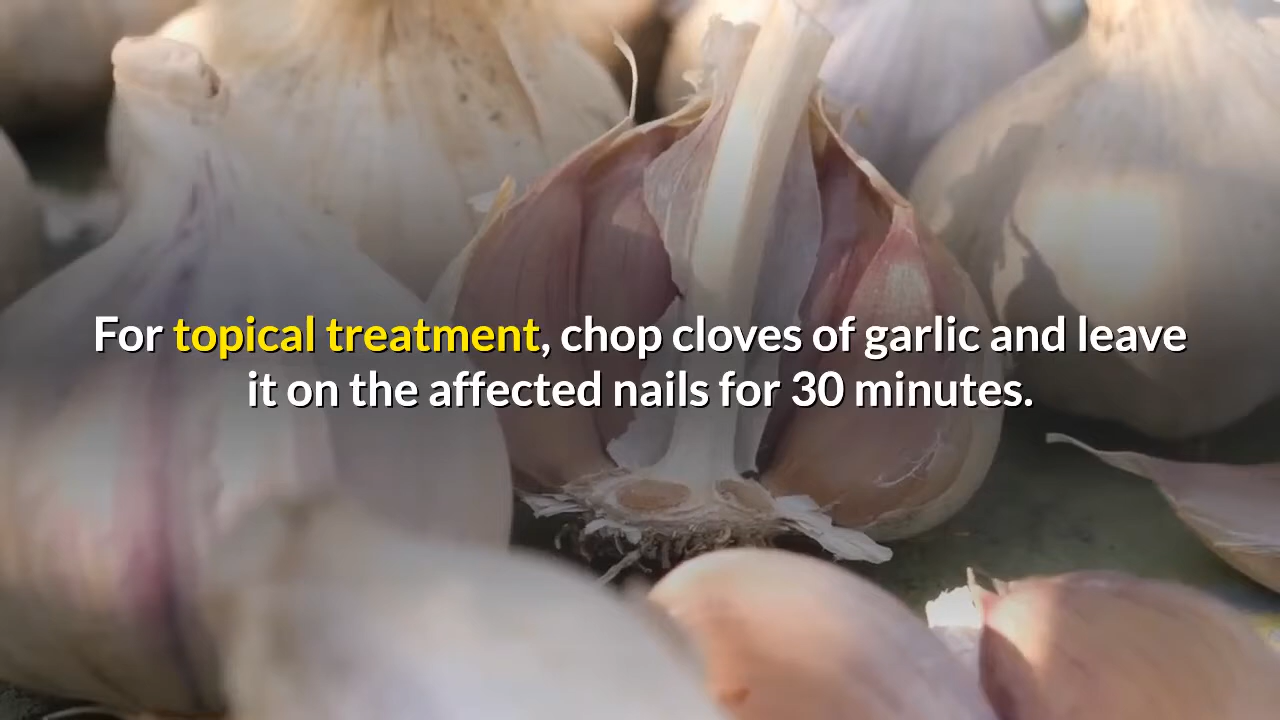 For topical treatment, chop cloves of garlic and leave
it on the affected nails for 30 minutes.